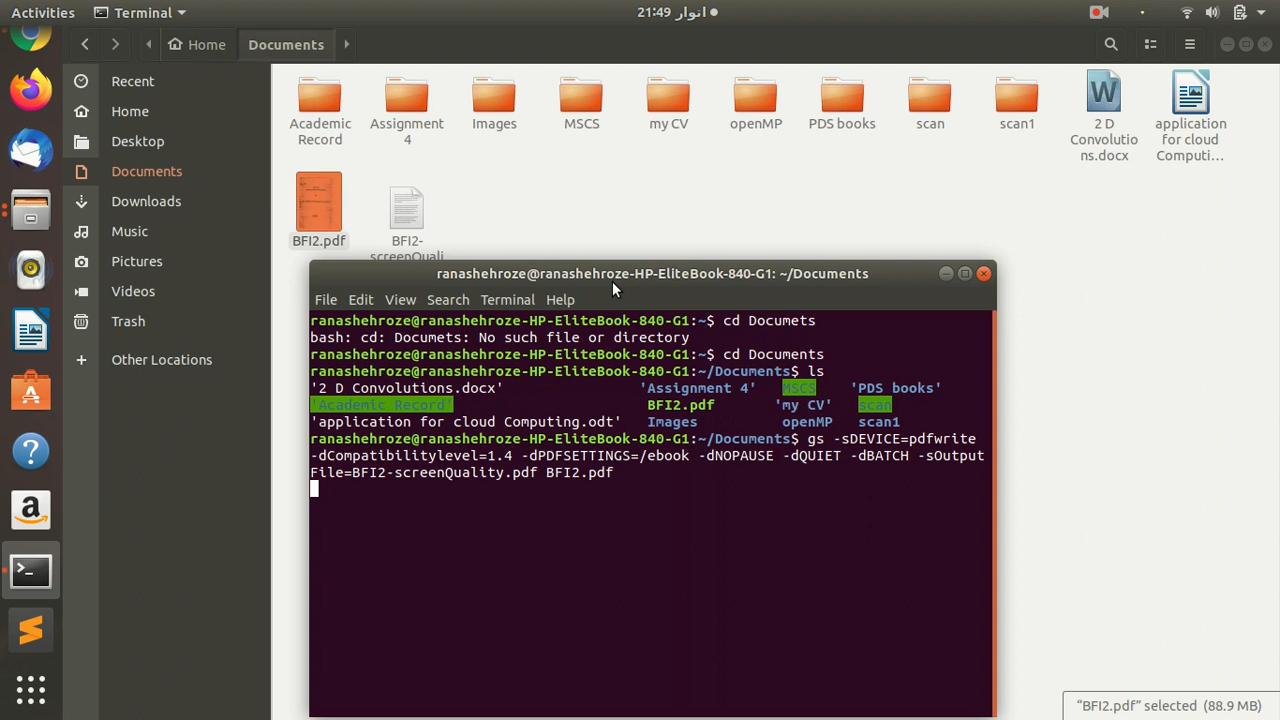 Activities
Terminal
21:49 انوار
Home
Documents
Recent
Home
Desktop
Documents
Downloads
Music
Pictures
Videos
Trash
Other Locations
Academic Record
Assignment 4
Images
MSCS
my CV
openMP
PDS books
scan
scan1
2 D Convolutio ns.docx
application for cloud Computi…
BFI2.pdf
BFI2-screenQuali
ranashehroze@ranashehroze-HP-EliteBook-840-G1: ~/Documents
File Edit View Search Terminal Help
ranashehroze@ranashehroze-HP-EliteBook-840-G1:~$ cd Documets
bash: cd: Documets: No such file or directory
ranashehroze@ranashehroze-HP-EliteBook-840-G1:~$ cd Documents
ranashehroze@ranashehroze-HP-EliteBook-840-G1:~/Documents$ ls
'2 D Convolutions.docx' 'Assignment 4' MSCS 'PDS books'
'Academic Record' BFI2.pdf 'my CV' scan
'application for cloud Computing.odt' Images openMP scan1
ranashehroze@ranashehroze-HP-EliteBook-840-G1:~/Documents$ gs -sDEVICE=pdfwrite
-dCompatibilitylevel=1.4 -dPDFSETTINGS=/ebook -dNOPAUSE -dQUIET -dBATCH -sOutput
File=BFI2-screenQuality.pdf BFI2.pdf
"BFI2.pdf" selected (88.9 MB)